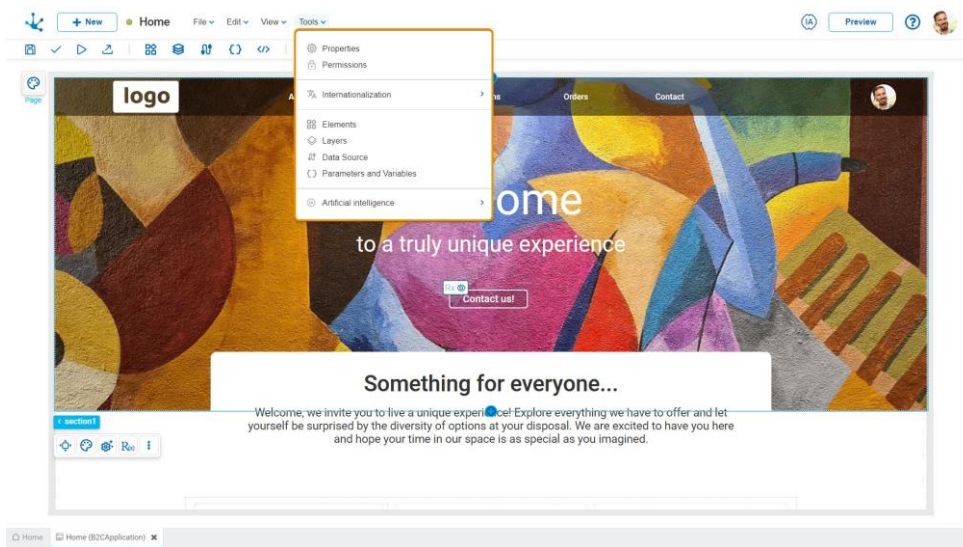 + New
Home
File
Edit
View
Tools
IA
Preview
?
Properties
Permissions
Internationalization
Elements
Layers
Data Source
Parameters and Variables
Artificial intelligence
Page
logo
Orders
Contact
ome
to a truly unique experience
Contact us!
Something for everyone...
Welcome, we invite you to live a unique experience! Explore everything we have to offer and let
yourself be surprised by the diversity of options at your disposal. We are excited to have you here
and hope your time in our space is as special as you imagined.
section1
Home
Home (B2CApplication)